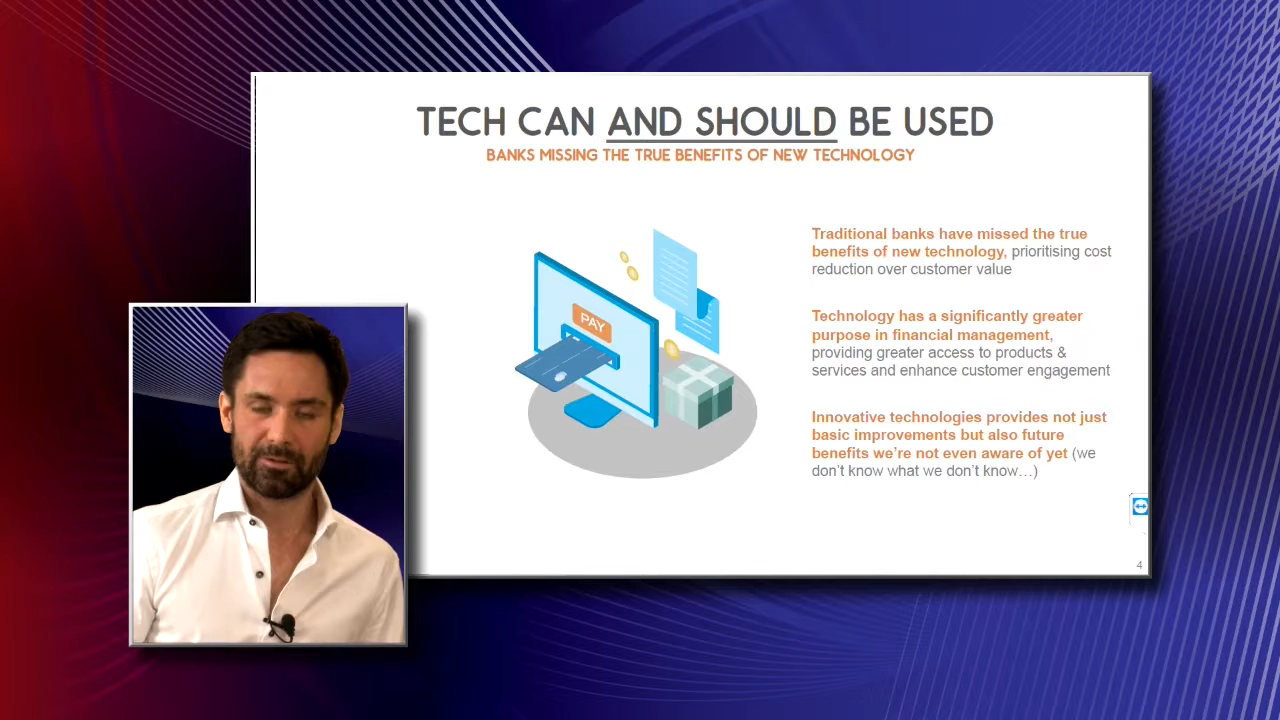 TECH CAN AND SHOULD BE USED
BANKS MISSING THE TRUE BENEFITS OF NEW TECHNOLOGY
PAY
Traditional banks have missed the true
benefits of new technology, prioritising cost
reduction over customer value
Technology has a significantly greater
purpose in financial management,
providing greater access to products &
services and enhance customer engagement
Innovative technologies provides not just
basic improvements but also future
benefits we’re not even aware of yet (we
don’t know what we don’t know…)
4